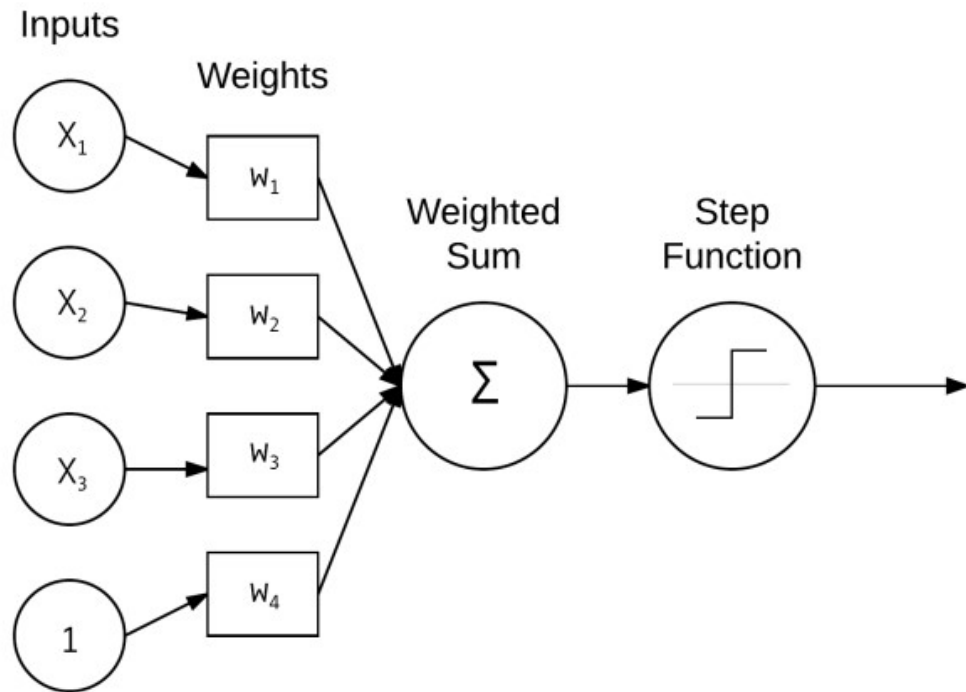 Inputs
Weights
X₁
w₁
Weighted
Sum
Step
Function
X₂
w₂
Σ
X₃
w₃
1
w₄